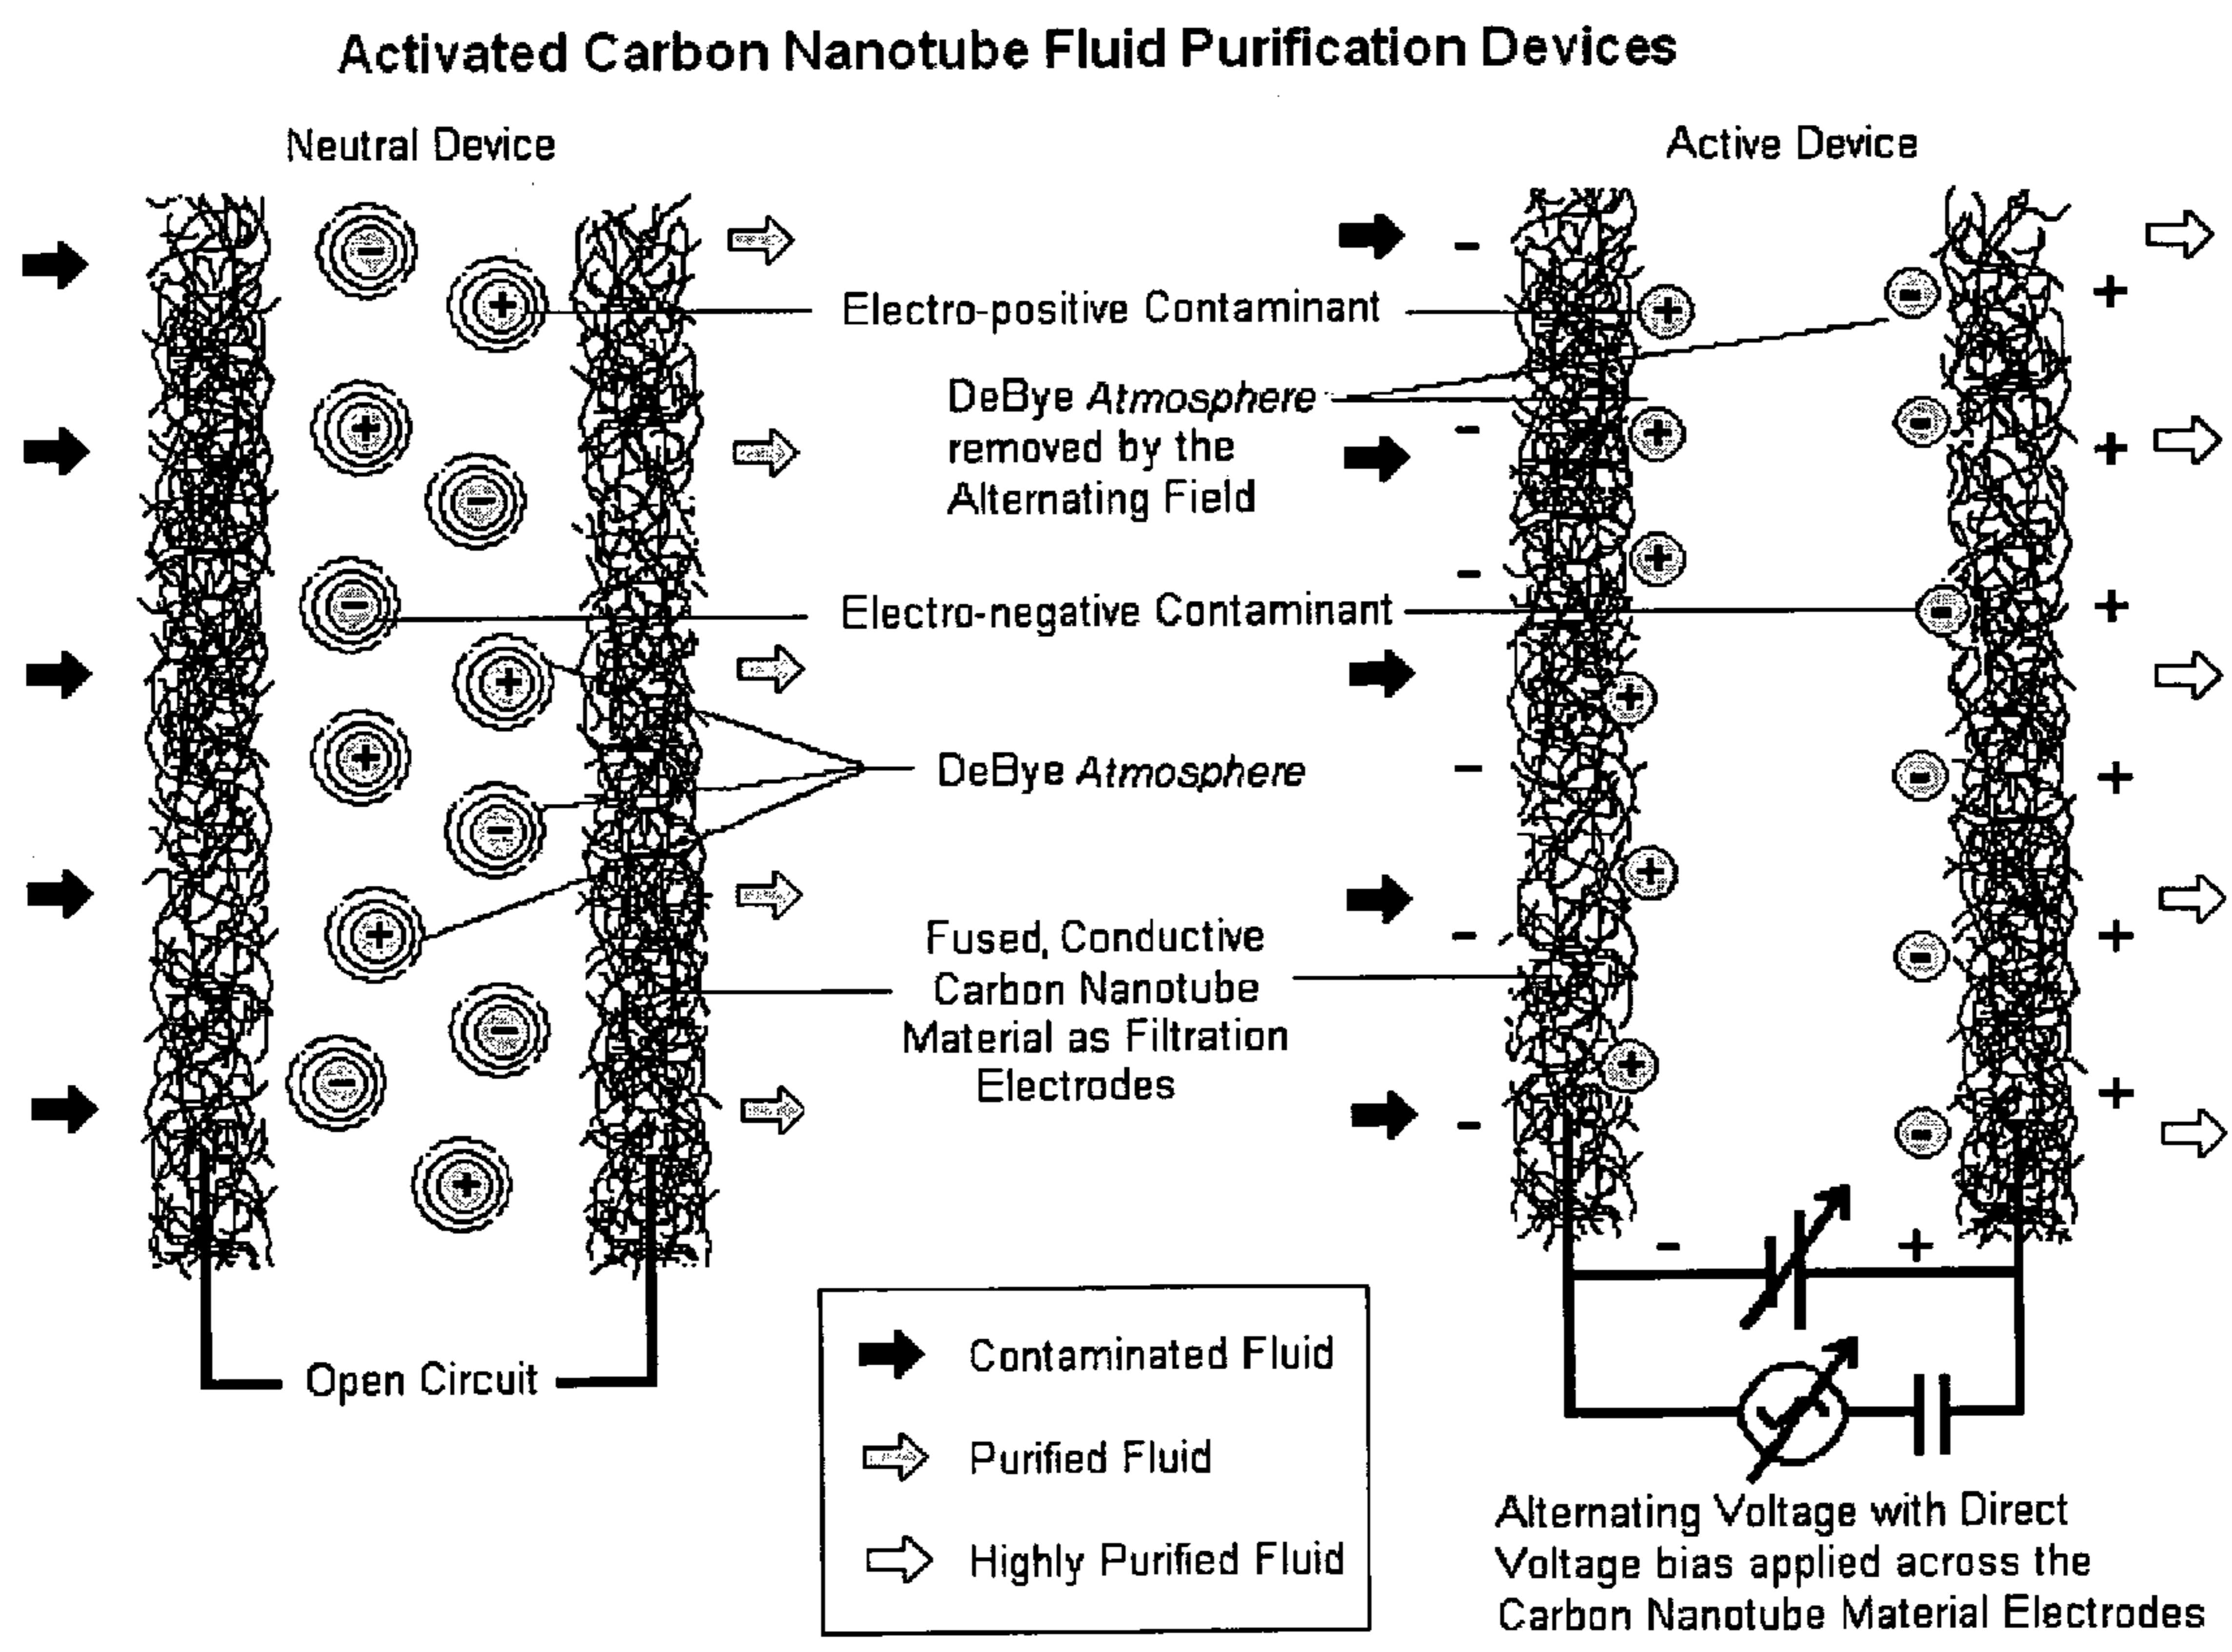 Activated Carbon Nanotube Fluid Purification Devices
Neutral Device
Active Device
Electro-positive Contaminant
DeBye Atmosphere
removed by the
Alternating Field
Electro-negative Contaminant
DeBye Atmosphere
Fused, Conductive
Carbon Nanotube
Material as Filtration
Electrodes
Open Circuit
Contaminated Fluid
Purified Fluid
Highly Purified Fluid
Alternating Voltage with Direct
Voltage bias applied across the
Carbon Nanotube Material Electrodes